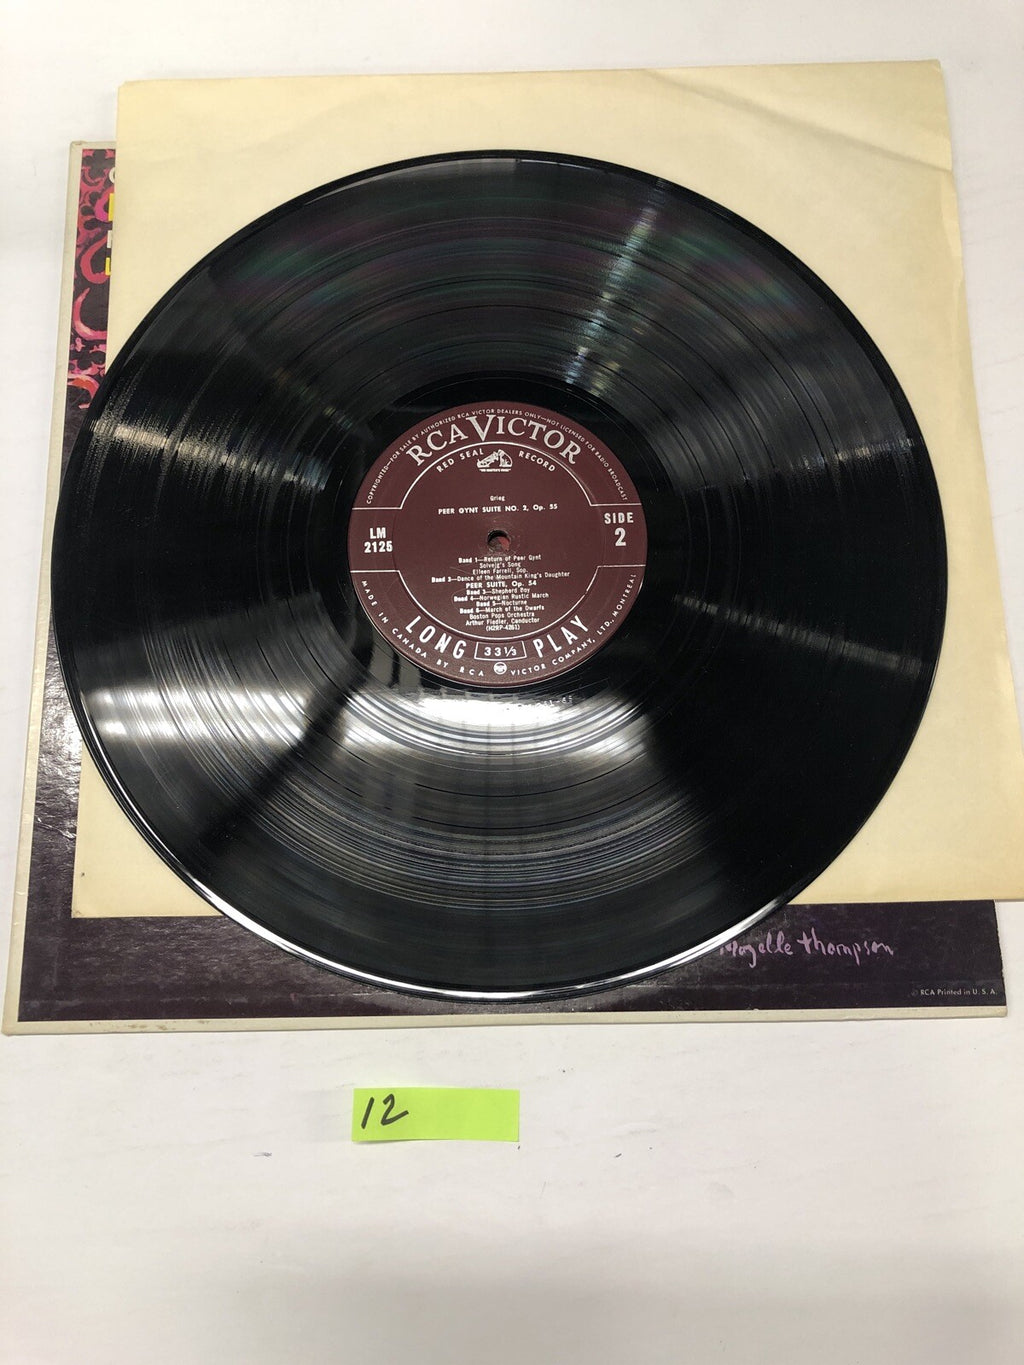 COPYRIGHTED—FOR SALE BY AUTHORIZED RCA VICTOR DEALERS ONLY—NOT LICENSED FOR RADIO BROADCAST
RCA VICTOR
RED SEAL RECORD
"HIS MASTER'S VOICE"
Grieg
PEER GYNT SUITE NO. 2, Op. 55
LM
2125
SIDE
2
Band 1—Return of Peer Gynt
Solvejg's Song
Eileen Farrell, Sop.
Band 2—Dance of the Mountain King's Daughter
PEER SUITE, Op. 54
Band 3—Shepherd Boy
Band 4—Norwegian Rustic March
Band 5—Nocturne
Band 6—March of the Dwarfs
Boston Pops Orchestra
Arthur Fiedler, Conductor
LONG 33⅓ PLAY
MADE IN CANADA BY RCA VICTOR COMPANY, LTD., MONTREAL
thompson
© RCA Printed in U. S. A.
12